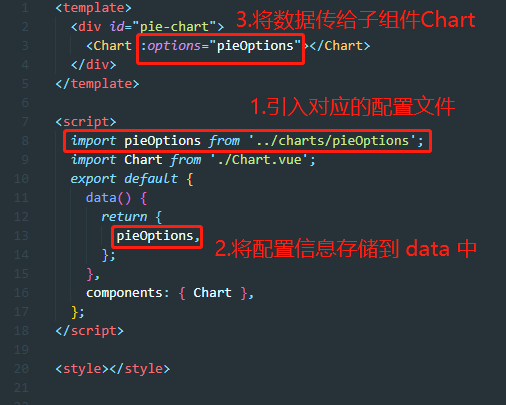 1 <template>
2 <div id="pie-chart"> 3.将数据传给子组件Chart
3 <Chart :options="pieOptions"></Chart>
4 </div>
5 </template>
6 1.引入对应的配置文件
7 <script>
8 import pieOptions from '../charts/pieOptions';
9 import Chart from './Chart.vue';
10 export default {
11 data() {
12 return {
13 pieOptions, 2.将配置信息存储到 data 中
14 };
15 },
16 components: { Chart },
17 };
18 </script>
19
20 <style></style>
21